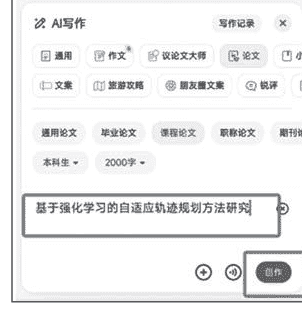 AI写作
写作记录
通用
作文
议论文大师
论文
文案
旅游攻略
朋友圈文案
锐评
通用论文
毕业论文
课程论文
职称论文
期刊
本科生
2000字
基于强化学习的自适应轨迹规划方法研究
创作